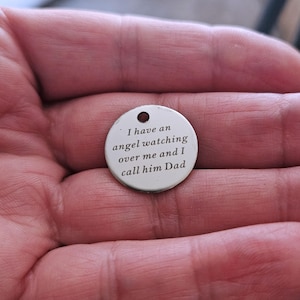 I have an
angel watching
over me and I
call him Dad